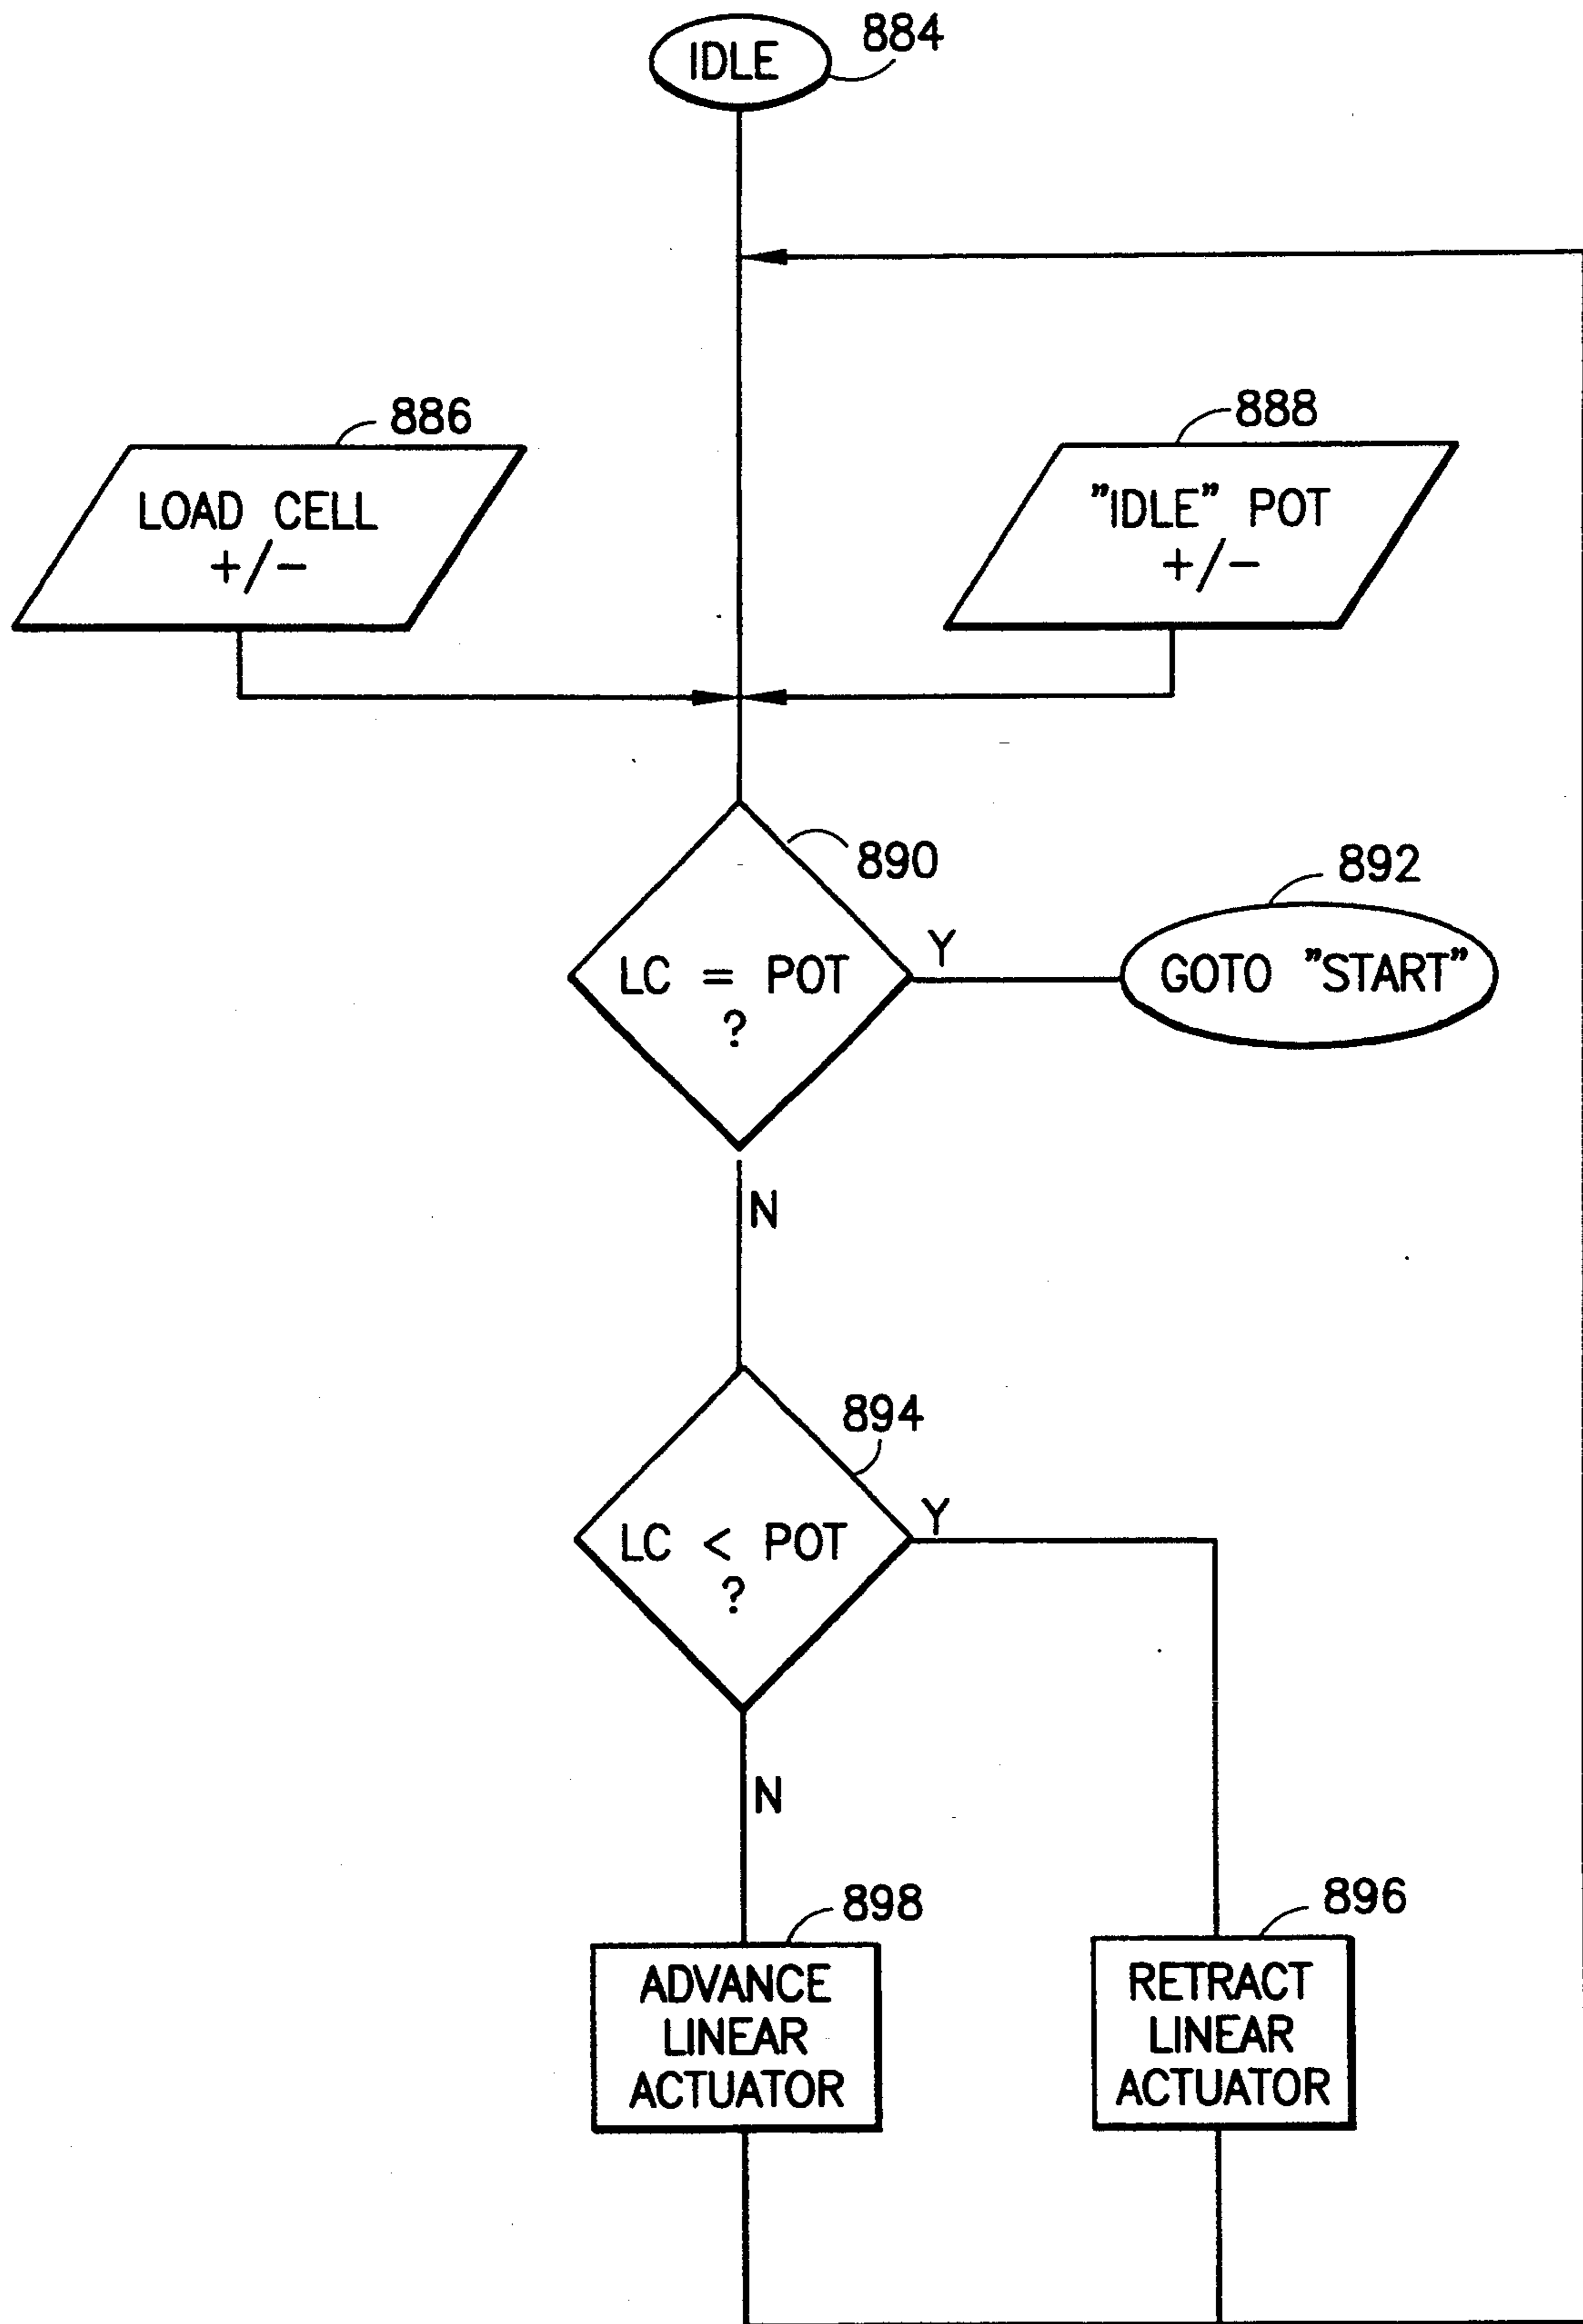 IDLE
884
886
LOAD CELL
+/-
888
"IDLE" POT
+/-
890
LC = POT
?
Y
892
GOTO "START"
N
894
LC < POT
?
Y
N
898
ADVANCE
LINEAR
ACTUATOR
896
RETRACT
LINEAR
ACTUATOR